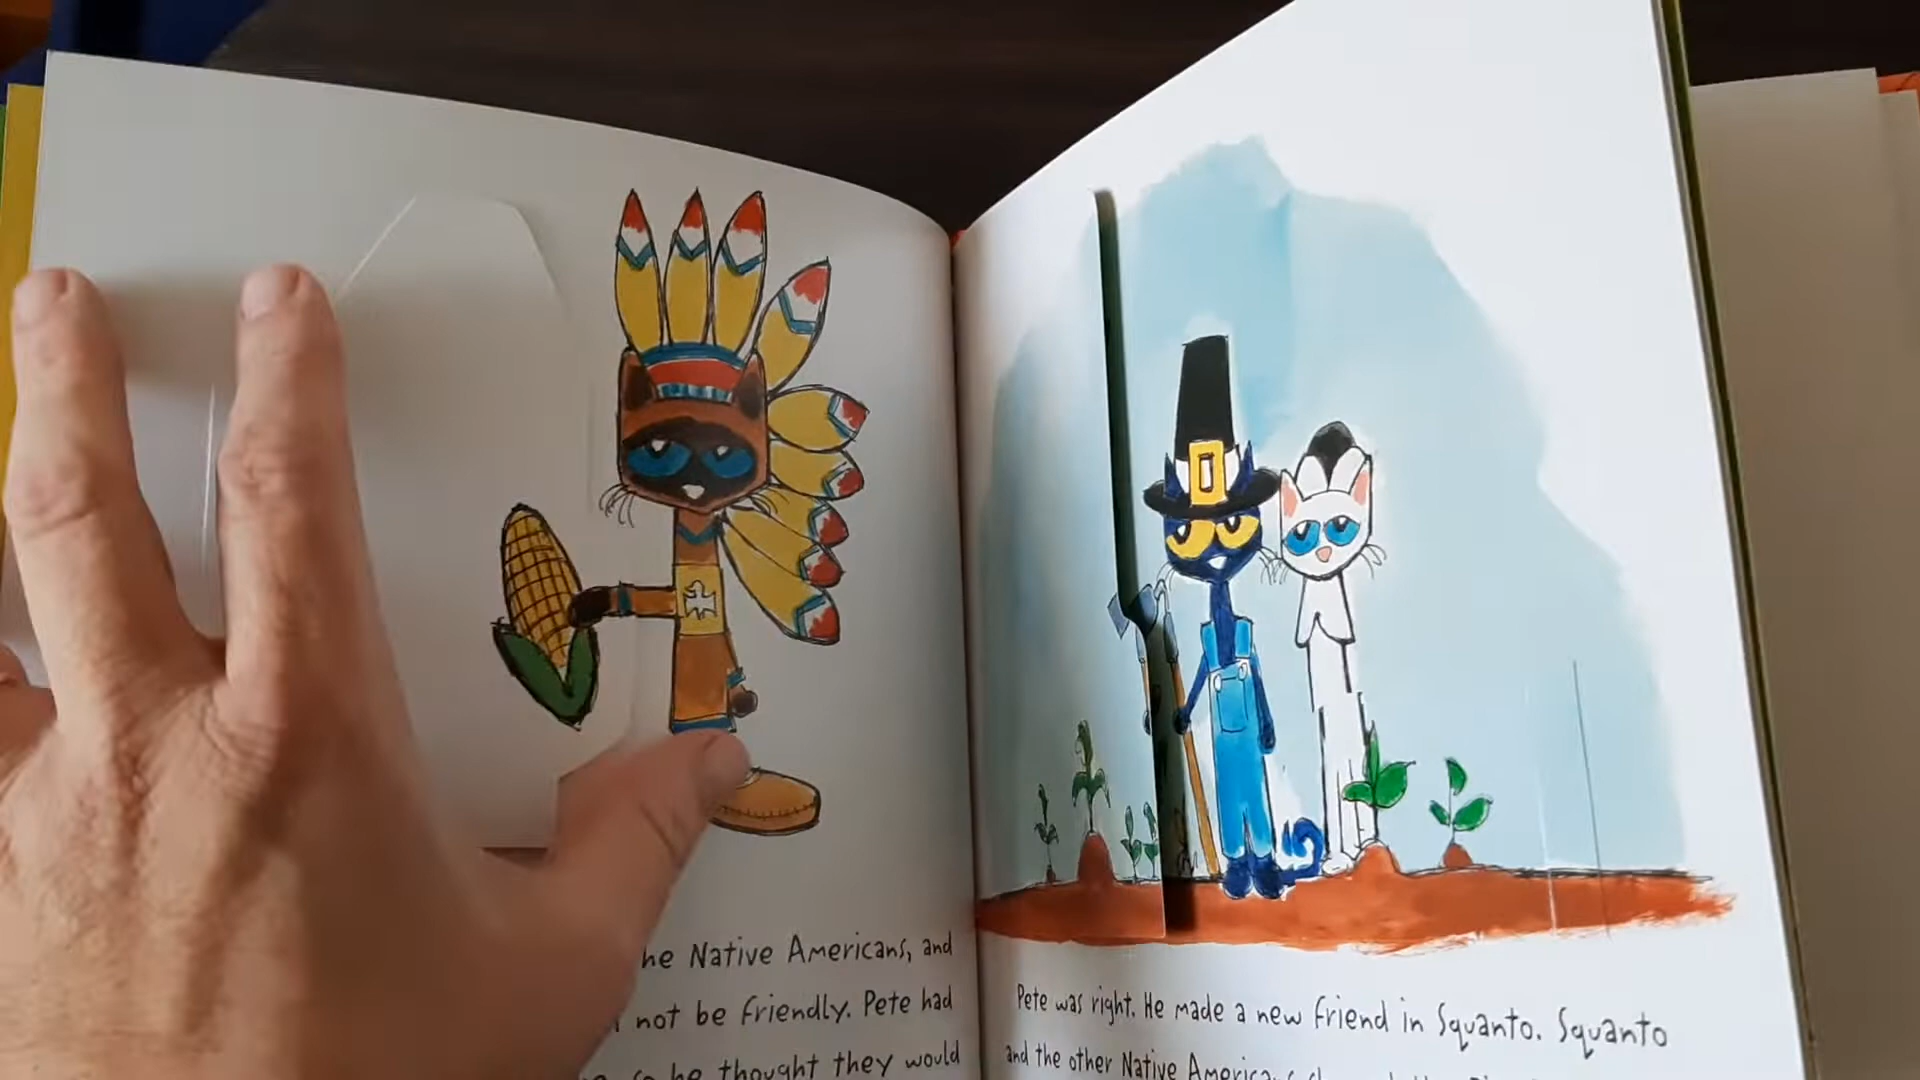 he Native Americans, and
not be friendly. Pete had
so he thought they would
Pete was right. He made a new friend in Squanto. Squanto
and the other Native Americans